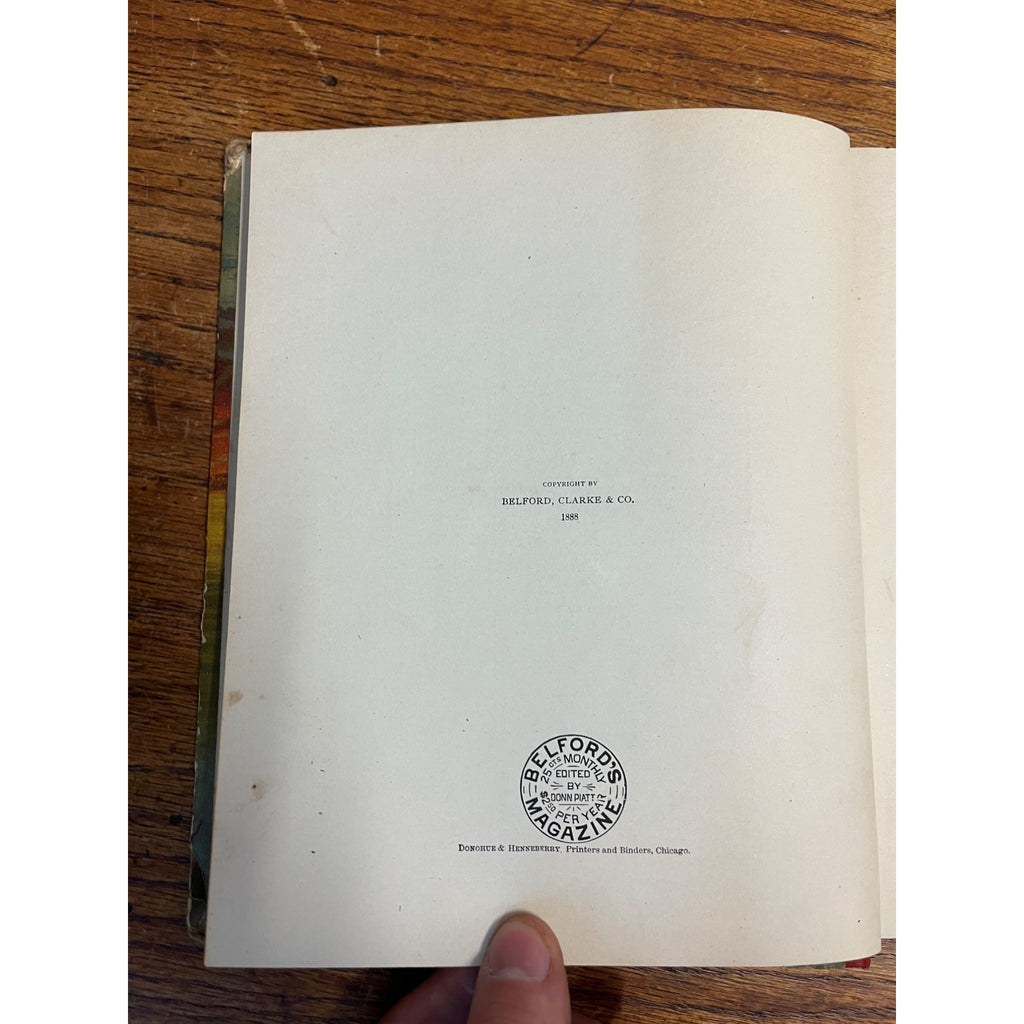 COPYRIGHT BY
BELFORD, CLARKE & CO.
1888
BELFORD'S
25 CTS MONTHLY
EDITED
BY
DONN PIATT
$2.50 PER YEAR
MAGAZINE
DONOHUE & HENNEBERRY, Printers and Binders, Chicago.